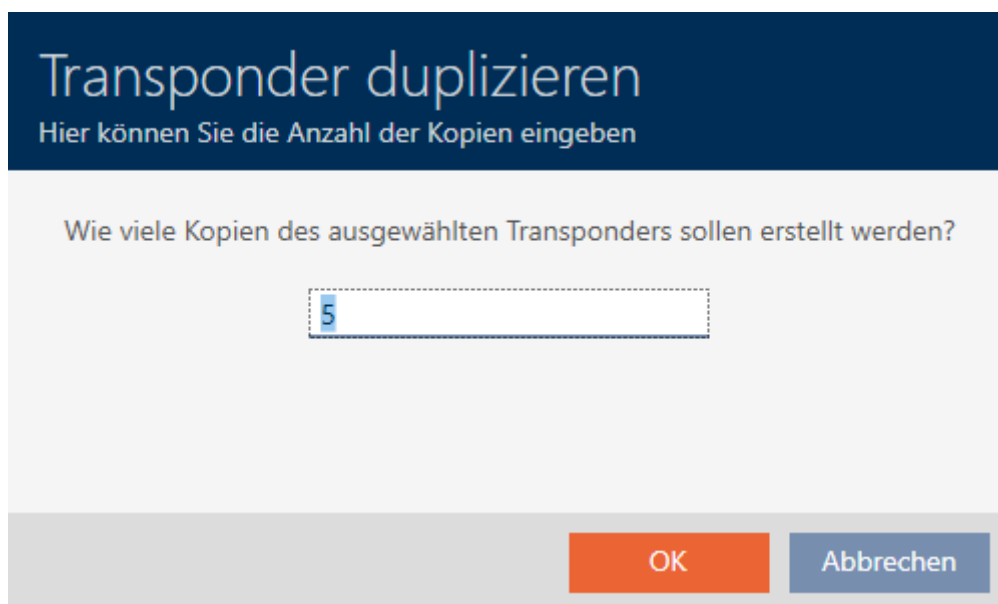 Transponder duplizieren
Hier können Sie die Anzahl der Kopien eingeben
Wie viele Kopien des ausgewählten Transponders sollen erstellt werden?
5
OK
Abbrechen